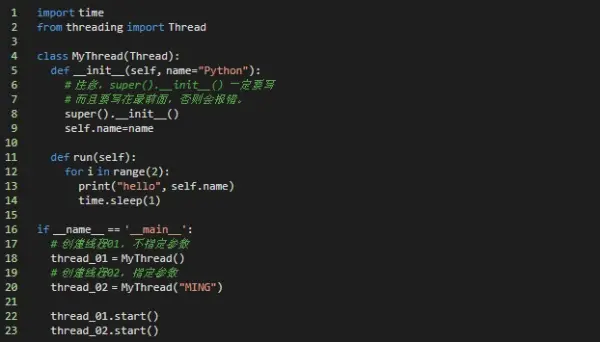 1 import time
2 from threading import Thread
3
4 class MyThread(Thread):
5 def __init__(self, name="Python"):
6 # 注意，super().__init__() 一定要写
7 # 而且要写在最前面，否则会报错。
8 super().__init__()
9 self.name=name
10
11 def run(self):
12 for i in range(2):
13 print("hello", self.name)
14 time.sleep(1)
15
16 if __name__ == '__main__':
17 # 创建线程01，不指定参数
18 thread_01 = MyThread()
19 # 创建线程02，指定参数
20 thread_02 = MyThread("MING")
21
22 thread_01.start()
23 thread_02.start()